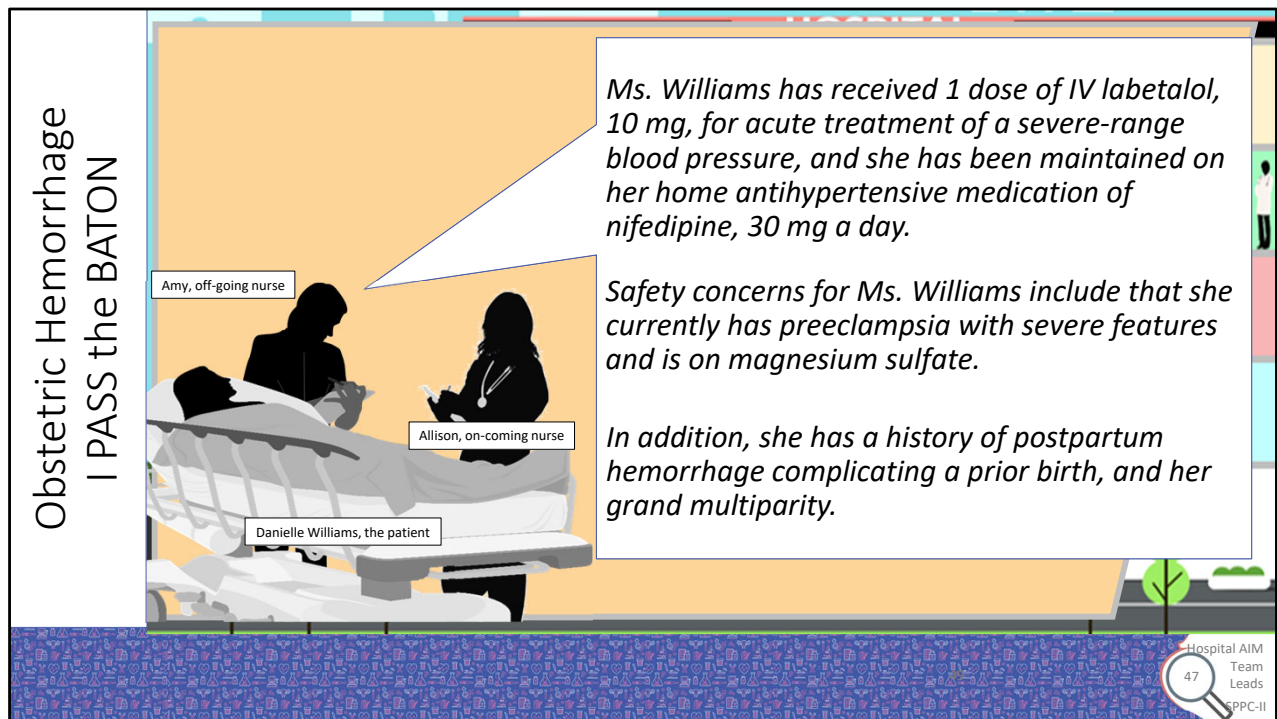 Obstetric Hemorrhage
I PASS the BATON
Ms. Williams has received 1 dose of IV labetalol,
10 mg, for acute treatment of a severe-range
blood pressure, and she has been maintained on
her home antihypertensive medication of
nifedipine, 30 mg a day.
Safety concerns for Ms. Williams include that she
currently has preeclampsia with severe features
and is on magnesium sulfate.
In addition, she has a history of postpartum
hemorrhage complicating a prior birth, and her
grand multiparity.
Amy, off-going nurse
Allison, on-coming nurse
Danielle Williams, the patient
Hospital AIM
Team
47
Leads
SPPC-II